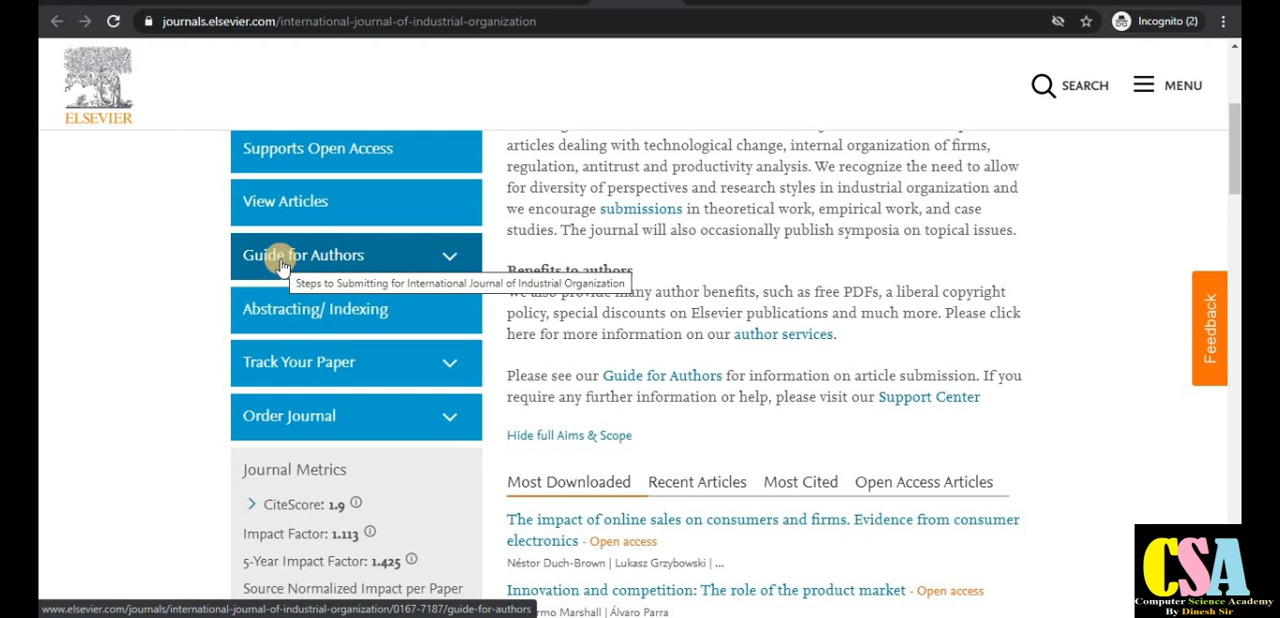 journals.elsevier.com/international-journal-of-industrial-organization
Incognito (2)
ELSEVIER
SEARCH
MENU
Supports Open Access
View Articles
Guide for Authors
Steps to Submitting for International Journal of Industrial Organization
Abstracting/ Indexing
Track Your Paper
Order Journal
Journal Metrics
CiteScore: 1.9
Impact Factor: 1.113
5-Year Impact Factor: 1.425
Source Normalized Impact per Paper
articles dealing with technological change, internal organization of firms,
regulation, antitrust and productivity analysis. We recognize the need to allow
for diversity of perspectives and research styles in industrial organization and
we encourage submissions in theoretical work, empirical work, and case
studies. The journal will also occasionally publish symposia on topical issues.
Benefits to authors
We also provide many author benefits, such as free PDFs, a liberal copyright
policy, special discounts on Elsevier publications and much more. Please click
here for more information on our author services.
Please see our Guide for Authors for information on article submission. If you
require any further information or help, please visit our Support Center
Hide full Aims & Scope
Most Downloaded Recent Articles Most Cited Open Access Articles
The impact of online sales on consumers and firms. Evidence from consumer
electronics - Open access
Néstor Duch-Brown | Lukasz Grzybowski | ...
Innovation and competition: The role of the product market - Open access
Marshall | Álvaro Parra
Feedback
www.elsevier.com/journals/international-journal-of-industrial-organization/0167-7187/guide-for-authors
CSA
Computer Science Academy
By Dinesh Sir